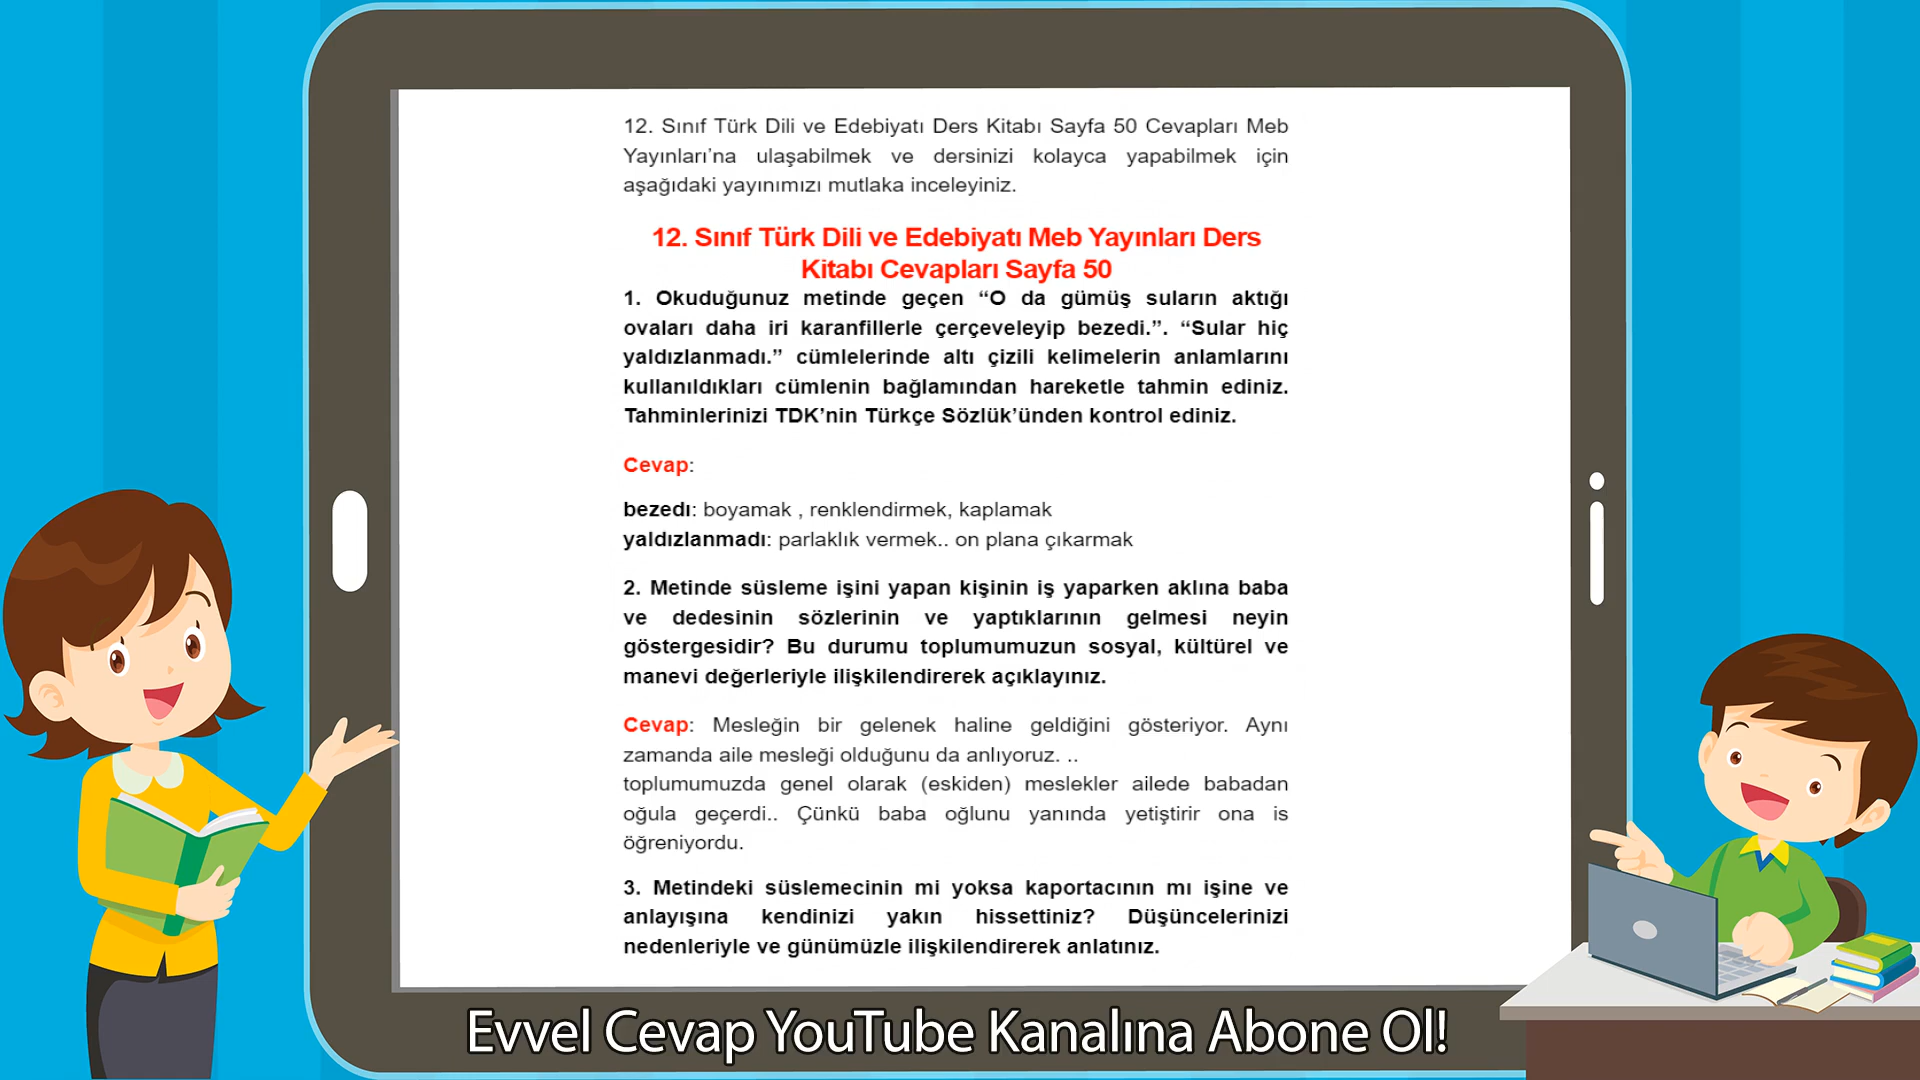 12. Sınıf Türk Dili ve Edebiyatı Ders Kitabı Sayfa 50 Cevapları Meb
Yayınları’na ulaşabilmek ve dersinizi kolayca yapabilmek için
aşağıdaki yayınımızı mutlaka inceleyiniz.
12. Sınıf Türk Dili ve Edebiyatı Meb Yayınları Ders
Kitabı Cevapları Sayfa 50
1. Okuduğunuz metinde geçen “O da gümüş suların aktığı
ovaları daha iri karanfillerle çerçeveleyip bezedi.”. “Sular hiç
yaldızlanmadı.” cümlelerinde altı çizili kelimelerin anlamlarını
kullanıldıkları cümlenin bağlamından hareketle tahmin ediniz.
Tahminlerinizi TDK’nin Türkçe Sözlük’ünden kontrol ediniz.
Cevap:
bezedı: boyamak , renklendirmek, kaplamak
yaldızlanmadı: parlaklık vermek.. on plana çıkarmak
2. Metinde süsleme işini yapan kişinin iş yaparken aklına baba
ve dedesinin sözlerinin ve yaptıklarının gelmesi neyin
göstergesidir? Bu durumu toplumumuzun sosyal, kültürel ve
manevi değerleriyle ilişkilendirerek açıklayınız.
Cevap: Mesleğin bir gelenek haline geldiğini gösteriyor. Aynı
zamanda aile mesleği olduğunu da anlıyoruz. ..
toplumumuzda genel olarak (eskiden) meslekler ailede babadan
oğula geçerdi.. Çünkü baba oğlunu yanında yetiştirir ona is
öğreniyordu.
3. Metindeki süslemecinin mi yoksa kaportacının mı işine ve
anlayışına kendinizi yakın hissettiniz? Düşüncelerinizi
nedenleriyle ve günümüzle ilişkilendirerek anlatınız.
Evvel Cevap YouTube Kanalına Abone Ol!